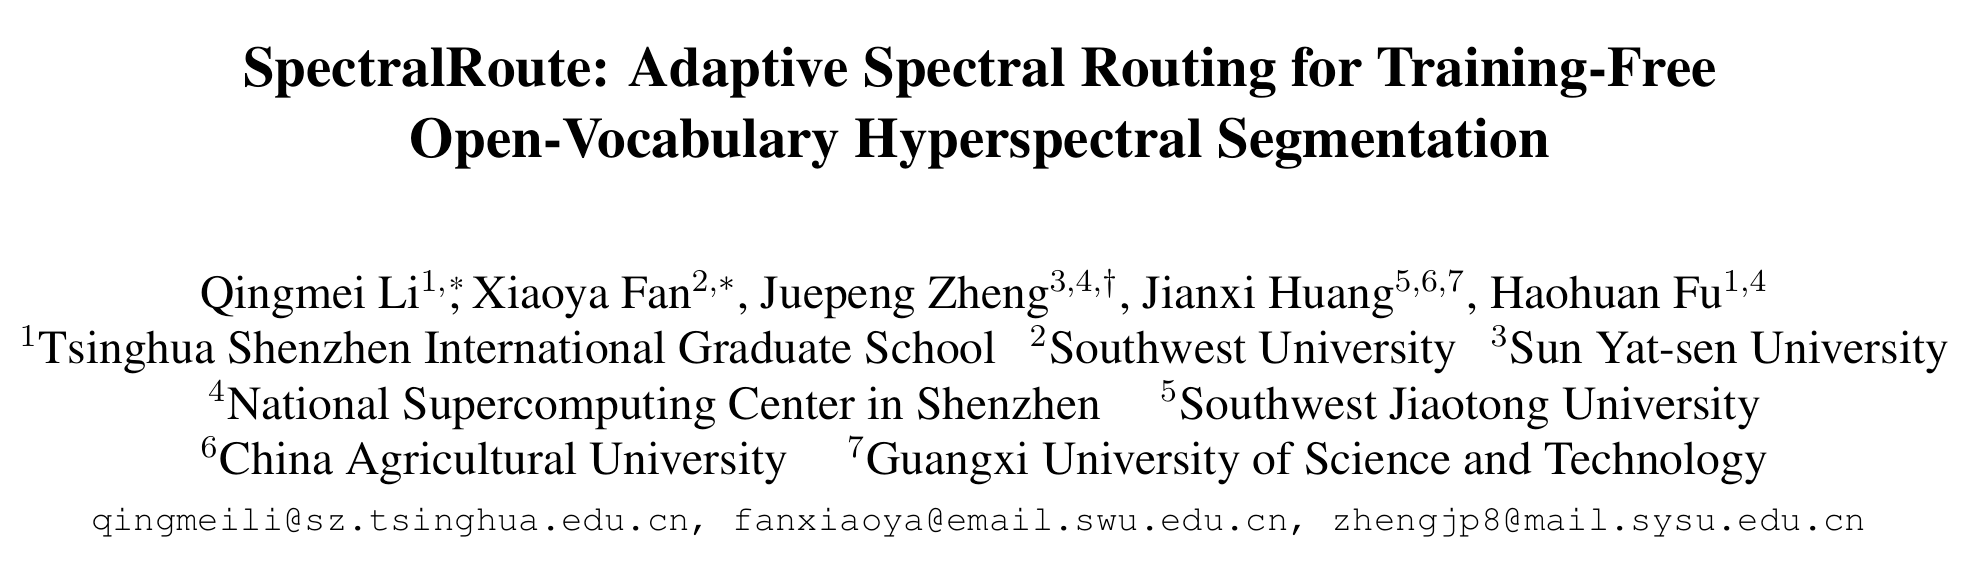 SpectralRoute: Adaptive Spectral Routing for Training-Free
Open-Vocabulary Hyperspectral Segmentation
Qingmei Li¹,*, Xiaoya Fan²,*, Juepeng Zheng³,⁴,†, Jianxi Huang⁵,⁶,⁷, Haohuan Fu¹,⁴
¹Tsinghua Shenzhen International Graduate School ²Southwest University ³Sun Yat-sen University
⁴National Supercomputing Center in Shenzhen ⁵Southwest Jiaotong University
⁶China Agricultural University ⁷Guangxi University of Science and Technology
qingmeili@sz.tsinghua.edu.cn, fanxiaoya@email.swu.edu.cn, zhengjp8@mail.sysu.edu.cn